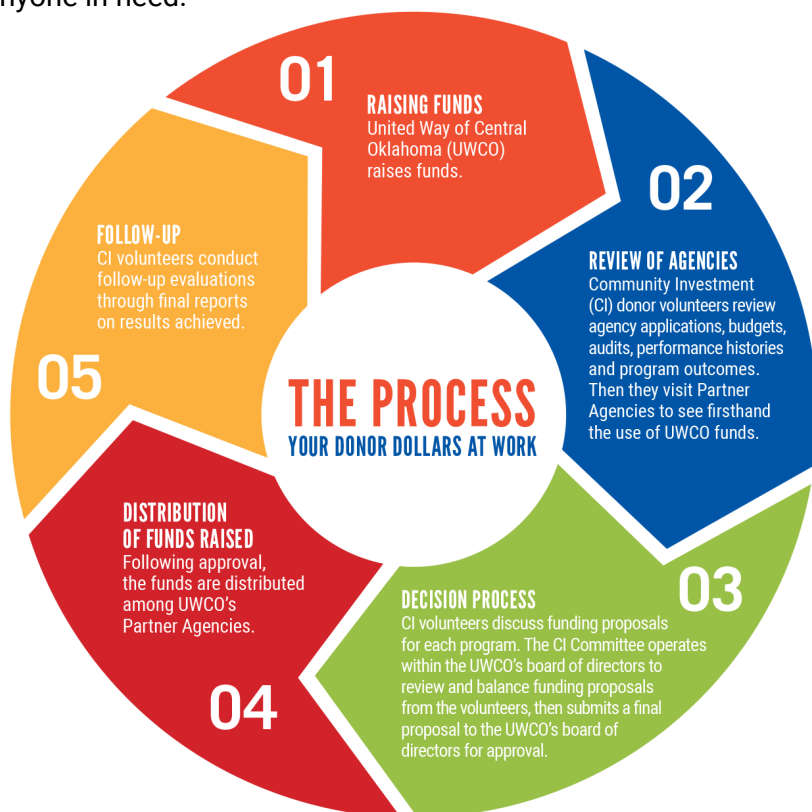 in need.
01
RAISING FUNDS
United Way of Central
Oklahoma (UWCO)
raises funds.
02
REVIEW OF AGENCIES
Community Investment
(CI) donor volunteers review
agency applications, budgets,
audits, performance histories
and program outcomes.
Then they visit Partner
Agencies to see firsthand
the use of UWCO funds.
03
DECISION PROCESS
CI volunteers discuss funding proposals
for each program. The CI Committee operates
within the UWCO’s board of directors to
review and balance funding proposals
from the volunteers, then submits a final
proposal to the UWCO’s board of
directors for approval.
04
DISTRIBUTION
OF FUNDS RAISED
Following approval,
the funds are distributed
among UWCO’s
Partner Agencies.
05
FOLLOW-UP
CI volunteers conduct
follow-up evaluations
through final reports
on results achieved.
THE PROCESS
YOUR DONOR DOLLARS AT WORK